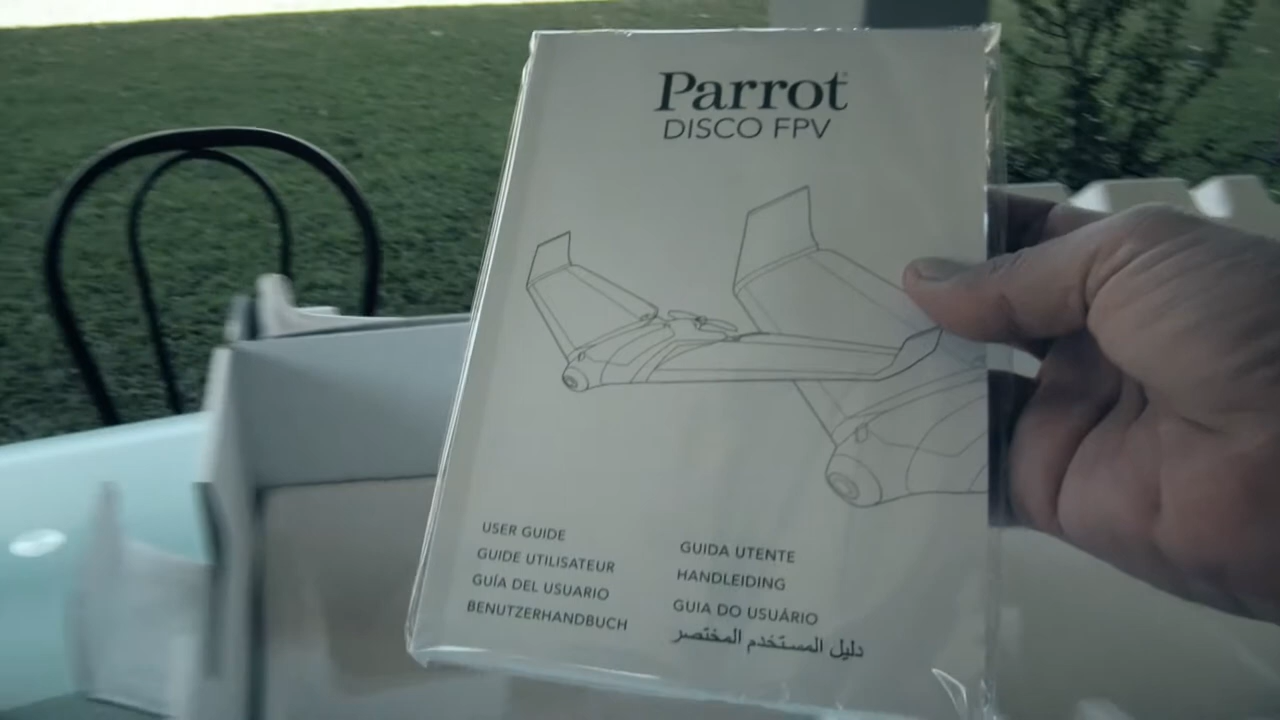 Parrot
DISCO FPV
USER GUIDE
GUIDE UTILISATEUR
GUÍA DEL USUARIO
BENUTZERHANDBUCH
GUIDA UTENTE
HANDLEIDING
GUIA DO USUÁRIO
دليل المستخدم المختصر